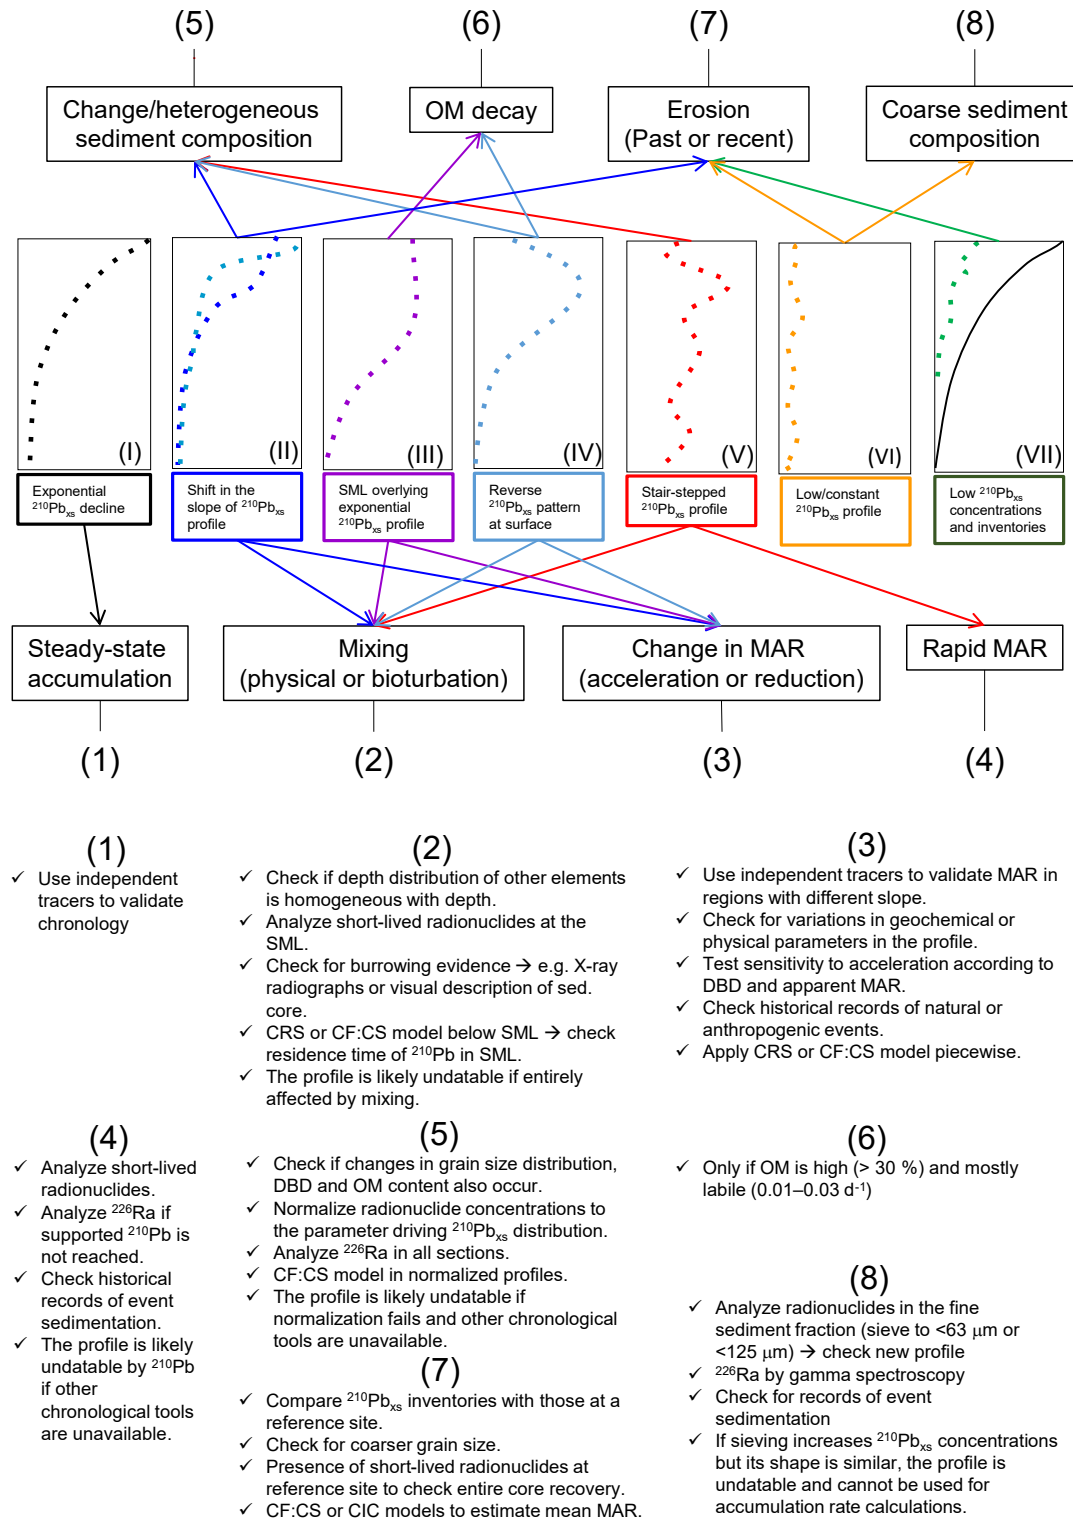 (5)
(6)
(7)
(8)
Change/heterogeneous
sediment composition
OM decay
Erosion
(Past or recent)
Coarse sediment
composition
(I)
(II)
(III)
(IV)
(V)
(VI)
(VII)
Exponential
²¹⁰Pbₓₛ decline
Shift in the
slope of ²¹⁰Pbₓₛ
profile
SML overlying
exponential
²¹⁰Pbₓₛ profile
Reverse
²¹⁰Pbₓₛ pattern
at surface
Stair-stepped
²¹⁰Pbₓₛ profile
Low/constant
²¹⁰Pbₓₛ profile
Low ²¹⁰Pbₓₛ
concentrations
and inventories
Steady-state
accumulation
Mixing
(physical or bioturbation)
Change in MAR
(acceleration or reduction)
Rapid MAR
(1)
(2)
(3)
(4)
(1)
✓ Use independent
tracers to validate
chronology
(2)
✓ Check if depth distribution of other elements
is homogeneous with depth.
✓ Analyze short-lived radionuclides at the
SML.
✓ Check for burrowing evidence → e.g. X-ray
radiographs or visual description of sed.
core.
✓ CRS or CF:CS model below SML → check
residence time of ²¹⁰Pb in SML.
✓ The profile is likely undatable if entirely
affected by mixing.
(3)
✓ Use independent tracers to validate MAR in
regions with different slope.
✓ Check for variations in geochemical or
physical parameters in the profile.
✓ Test sensitivity to acceleration according to
DBD and apparent MAR.
✓ Check historical records of natural or
anthropogenic events.
✓ Apply CRS or CF:CS model piecewise.
(4)
✓ Analyze short-lived
radionuclides.
✓ Analyze ²²⁶Ra if
supported ²¹⁰Pb is
not reached.
✓ Check historical
records of event
sedimentation.
✓ The profile is likely
undatable by ²¹⁰Pb
if other
chronological tools
are unavailable.
(5)
✓ Check if changes in grain size distribution,
DBD and OM content also occur.
✓ Normalize radionuclide concentrations to
the parameter driving ²¹⁰Pbₓₛ distribution.
✓ Analyze ²²⁶Ra in all sections.
✓ CF:CS model in normalized profiles.
✓ The profile is likely undatable if
normalization fails and other chronological
tools are unavailable.
(6)
✓ Only if OM is high (> 30 %) and mostly
labile (0.01–0.03 d⁻¹)
(7)
✓ Compare ²¹⁰Pbₓₛ inventories with those at a
reference site.
✓ Check for coarser grain size.
✓ Presence of short-lived radionuclides at
reference site to check entire core recovery.
✓ CF:CS or CIC models to estimate mean MAR.
(8)
✓ Analyze radionuclides in the fine
sediment fraction (sieve to <63 μm or
<125 μm) → check new profile
✓ ²²⁶Ra by gamma spectroscopy
✓ Check for records of event
sedimentation
✓ If sieving increases ²¹⁰Pbₓₛ concentrations
but its shape is similar, the profile is
undatable and cannot be used for
accumulation rate calculations.